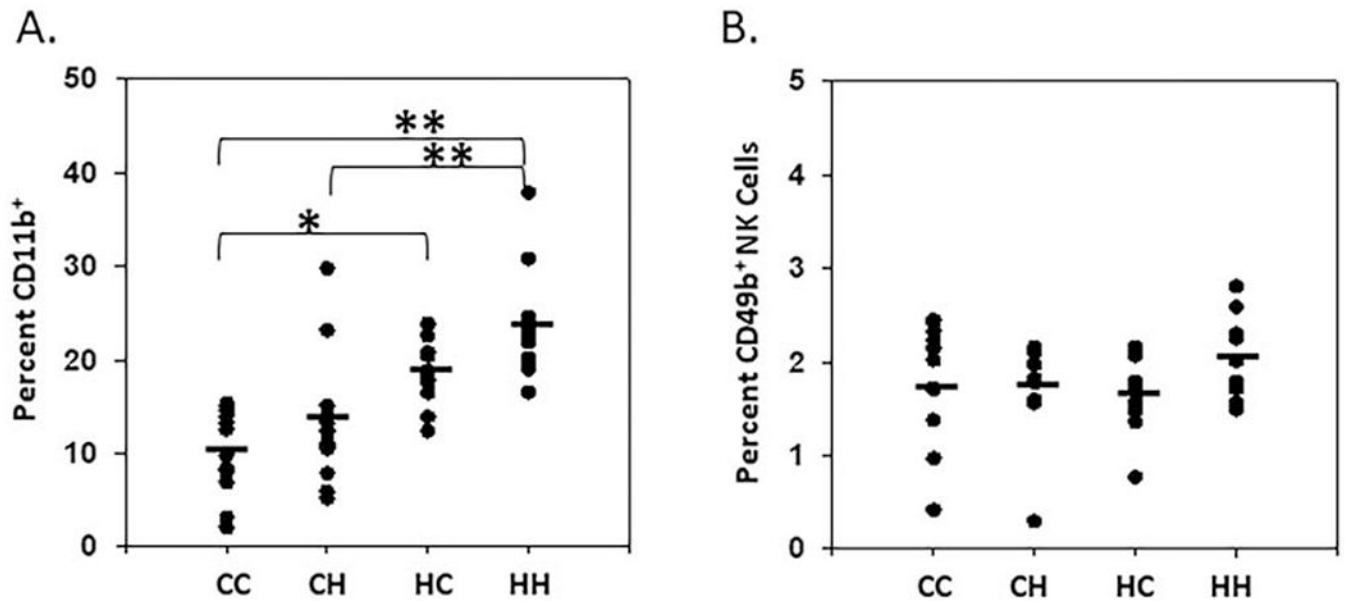 A.
50
40
30
20
10
0
Percent CD11b+
**
**
*
CC CH HC HH
B.
5
4
3
2
1
0
Percent CD49b+ NK Cells
CC CH HC HH